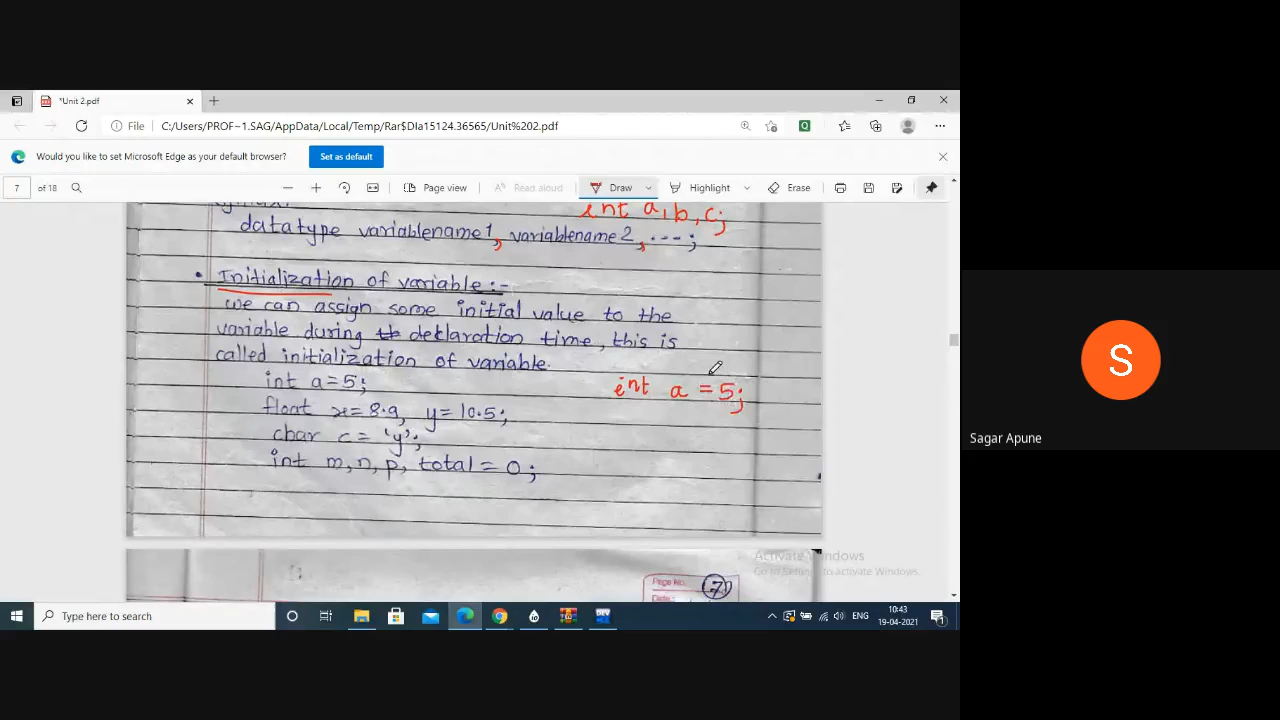 *Unit 2.pdf
File
C:/Users/PROF~1.SAG/AppData/Local/Temp/Rar$DIa15124.36565/Unit%202.pdf
Would you like to set Microsoft Edge as your default browser?
Set as default
7 of 18
Page view
Read aloud
Draw
Highlight
Erase
int a, b, c;
datatype variablename1, variablename2, ---;
• Initialization of variable :-
we can assign some initial value to the
variable during declaration time, this is
called initialization of variable.
int a=5;
int a = 5;
float x=8.9, y=10.5;
char c = 'y';
int m,n,p, total = 0;
Activate Windows
Go to Settings to activate Windows.
Page No. 7
Date:
S
Sagar Apune
Type here to search
ENG
10:43
19-04-2021
1